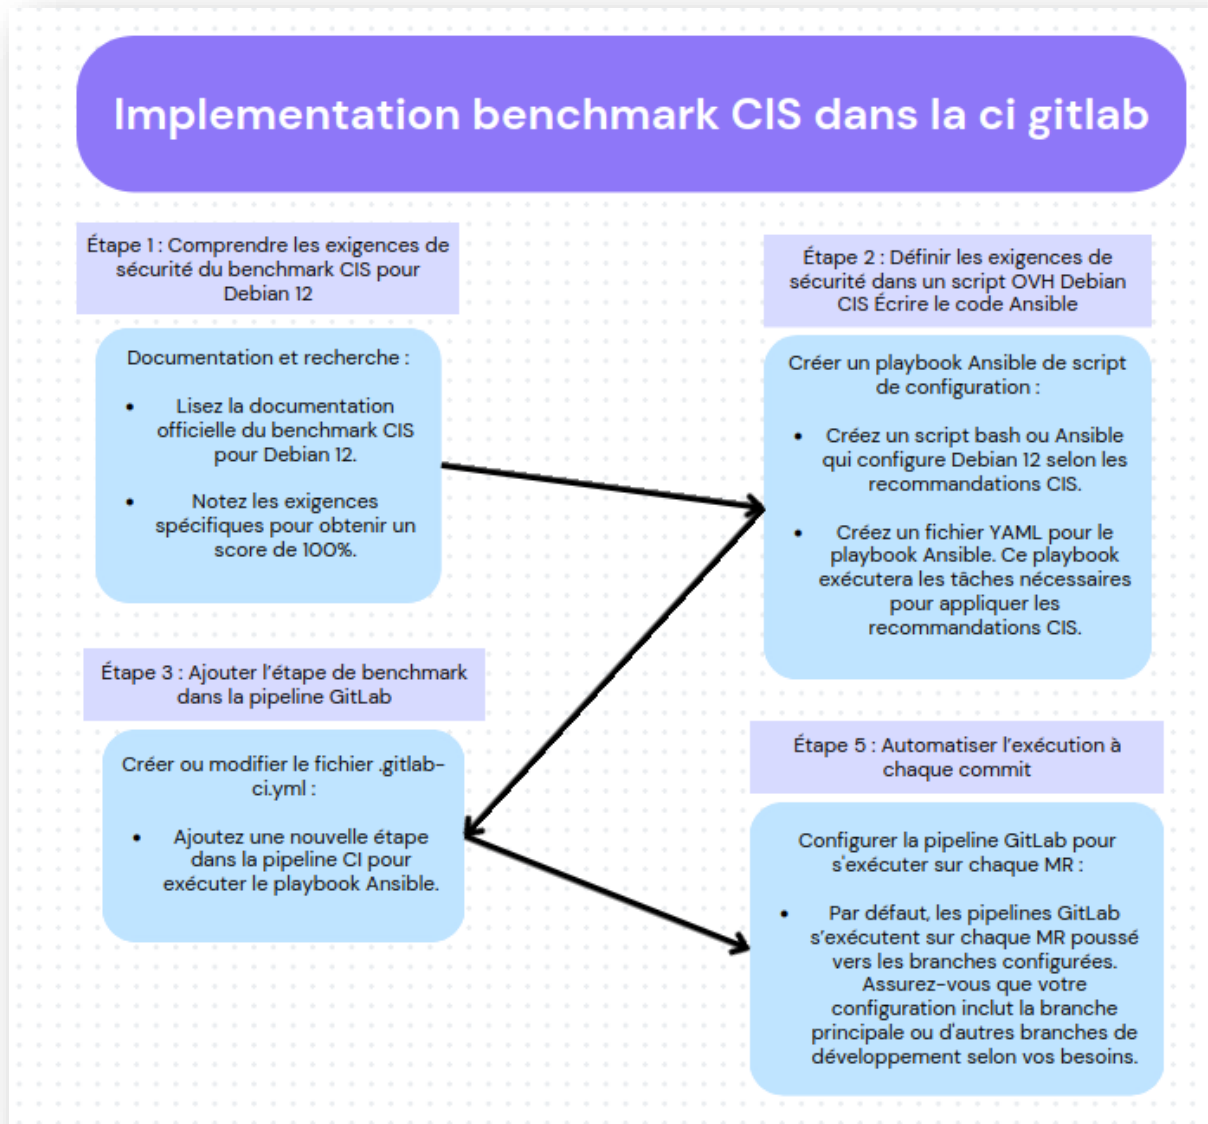 Implementation benchmark CIS dans la ci gitlab
Étape 1 : Comprendre les exigences de
sécurité du benchmark CIS pour
Debian 12
Documentation et recherche :
• Lisez la documentation
officielle du benchmark CIS
pour Debian 12.
• Notez les exigences
spécifiques pour obtenir un
score de 100%.
Étape 2 : Définir les exigences de
sécurité dans un script OVH Debian
CIS Écrire le code Ansible
Créer un playbook Ansible de script
de configuration :
• Créez un script bash ou Ansible
qui configure Debian 12 selon les
recommandations CIS.
• Créez un fichier YAML pour le
playbook Ansible. Ce playbook
exécutera les tâches nécessaires
pour appliquer les
recommandations CIS.
Étape 3 : Ajouter l'étape de benchmark
dans la pipeline GitLab
Créer ou modifier le fichier .gitlab-
ci.yml :
• Ajoutez une nouvelle étape
dans la pipeline CI pour
exécuter le playbook Ansible.
Étape 5 : Automatiser l'exécution à
chaque commit
Configurer la pipeline GitLab pour
s'exécuter sur chaque MR :
• Par défaut, les pipelines GitLab
s'exécutent sur chaque MR poussé
vers les branches configurées.
Assurez-vous que votre
configuration inclut la branche
principale ou d'autres branches de
développement selon vos besoins.